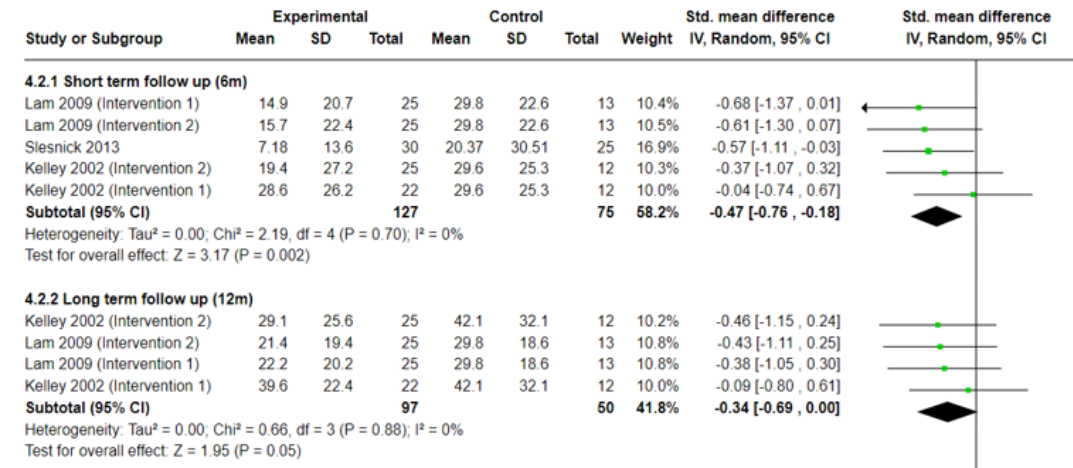 Experimental Control Std. mean difference Std. mean difference
Study or Subgroup Mean SD Total Mean SD Total Weight IV, Random, 95% CI IV, Random, 95% CI
4.2.1 Short term follow up (6m)
Lam 2009 (Intervention 1) 14.9 20.7 25 29.8 22.6 13 10.4% -0.68 [-1.37 , 0.01]
Lam 2009 (Intervention 2) 15.7 22.4 25 29.8 22.6 13 10.5% -0.61 [-1.30 , 0.07]
Slesnick 2013 7.18 13.6 30 20.37 30.51 25 16.9% -0.57 [-1.11 , -0.03]
Kelley 2002 (Intervention 2) 19.4 27.2 25 29.6 25.3 12 10.3% -0.37 [-1.07 , 0.32]
Kelley 2002 (Intervention 1) 28.6 26.2 22 29.6 25.3 12 10.0% -0.04 [-0.74 , 0.67]
Subtotal (95% CI) 127 75 58.2% -0.47 [-0.76 , -0.18]
Heterogeneity: Tau² = 0.00; Chi² = 2.19, df = 4 (P = 0.70); I² = 0%
Test for overall effect: Z = 3.17 (P = 0.002)
4.2.2 Long term follow up (12m)
Kelley 2002 (Intervention 2) 29.1 25.6 25 42.1 32.1 12 10.2% -0.46 [-1.15 , 0.24]
Lam 2009 (Intervention 2) 21.4 19.4 25 29.8 18.6 13 10.8% -0.43 [-1.11 , 0.25]
Lam 2009 (Intervention 1) 22.2 20.2 25 29.8 18.6 13 10.8% -0.38 [-1.05 , 0.30]
Kelley 2002 (Intervention 1) 39.6 22.4 22 42.1 32.1 12 10.0% -0.09 [-0.80 , 0.61]
Subtotal (95% CI) 97 50 41.8% -0.34 [-0.69 , 0.00]
Heterogeneity: Tau² = 0.00; Chi² = 0.66, df = 3 (P = 0.88); I² = 0%
Test for overall effect: Z = 1.95 (P = 0.05)